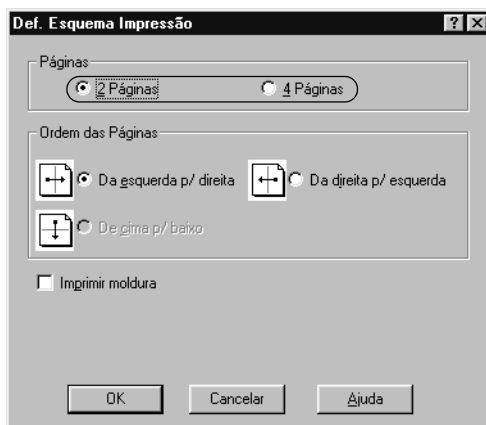 Def. Esquema Impressão
Páginas
2 Páginas 4 Páginas
Ordem das Páginas
Da esquerda p/ direita Da direita p/ esquerda
De cima p/ baixo
Imprimir moldura
OK Cancelar Ajuda